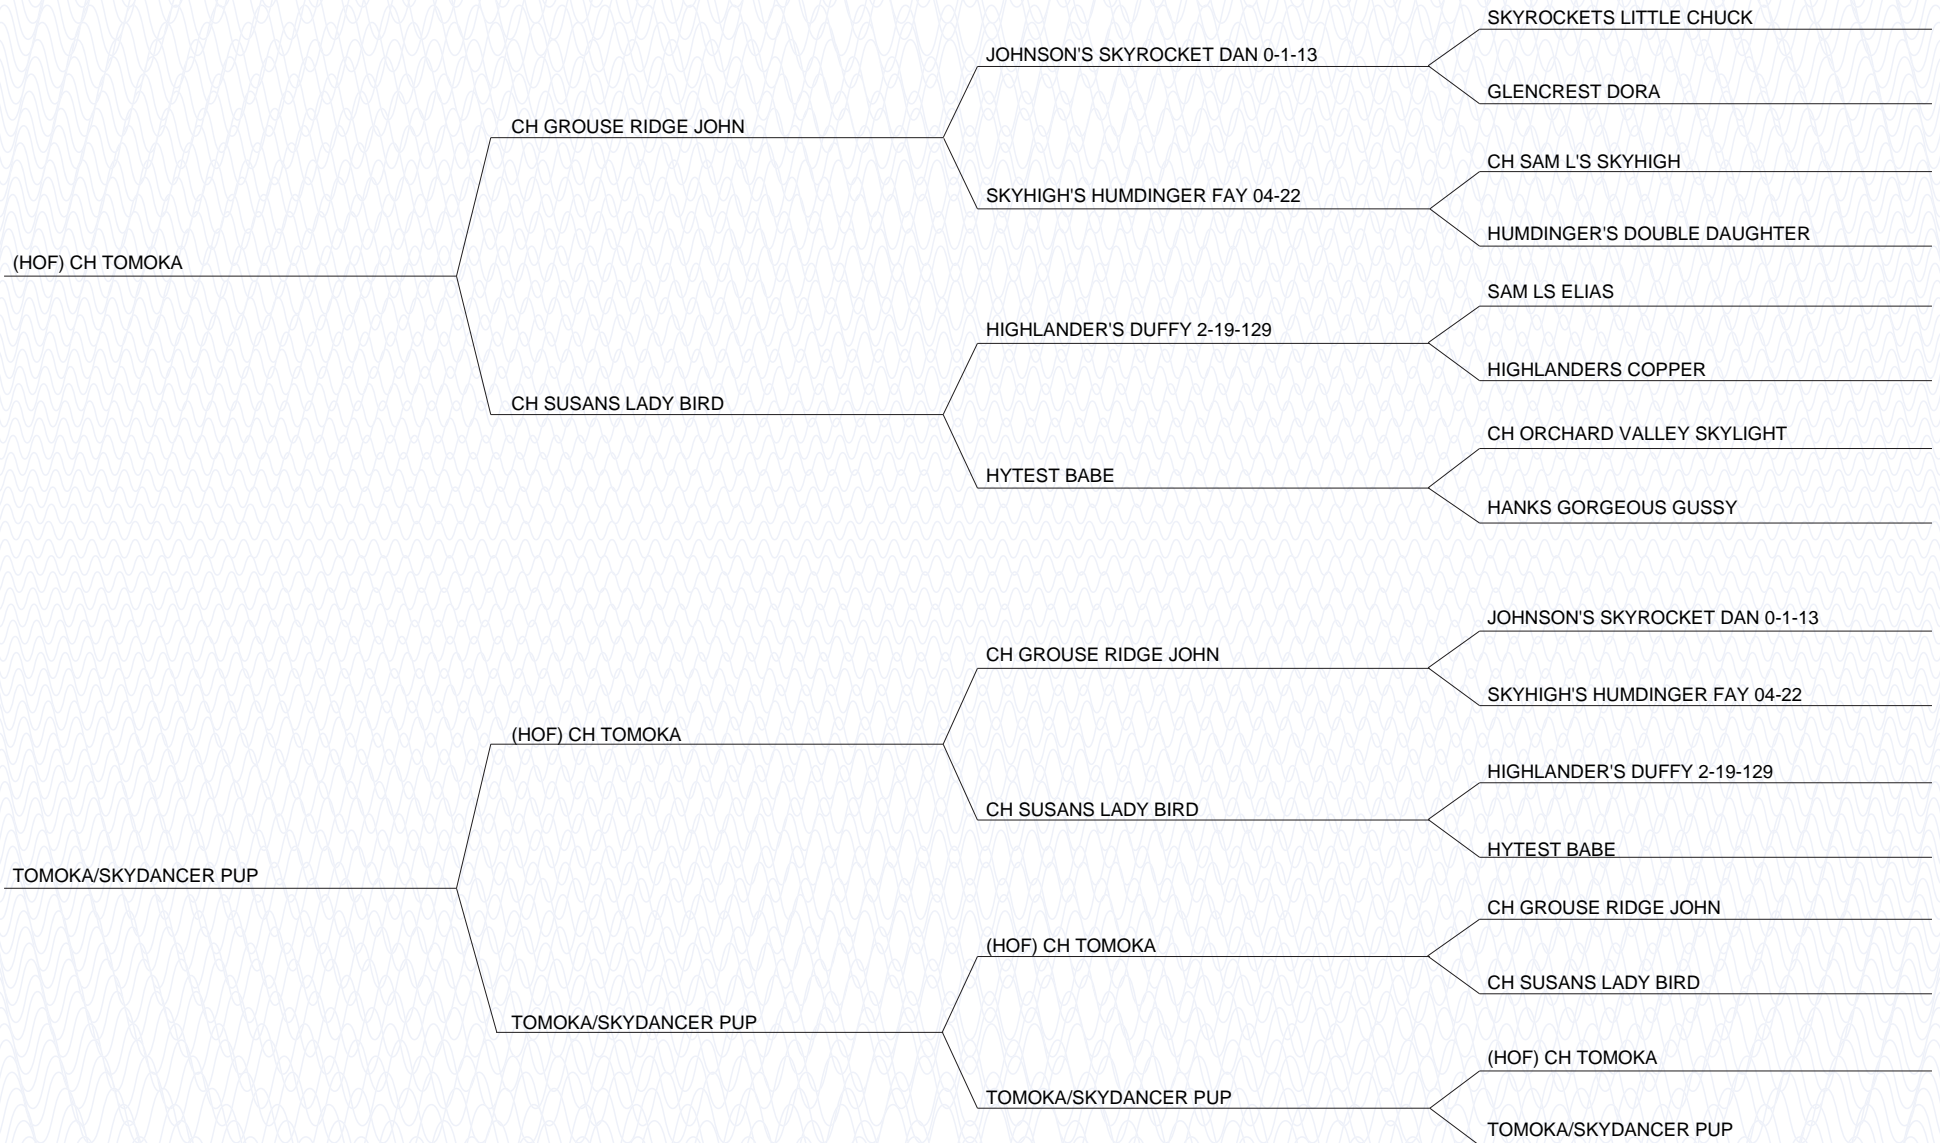 SKYROCKETS LITTLE CHUCK
JOHNSON'S SKYROCKET DAN 0-1-13
GLENCREST DORA
CH GROUSE RIDGE JOHN
CH SAM L'S SKYHIGH
SKYHIGH'S HUMDINGER FAY 04-22
HUMDINGER'S DOUBLE DAUGHTER
(HOF) CH TOMOKA
SAM LS ELIAS
HIGHLANDER'S DUFFY 2-19-129
HIGHLANDERS COPPER
CH SUSANS LADY BIRD
CH ORCHARD VALLEY SKYLIGHT
HYTEST BABE
HANKS GORGEOUS GUSSY
JOHNSON'S SKYROCKET DAN 0-1-13
CH GROUSE RIDGE JOHN
SKYHIGH'S HUMDINGER FAY 04-22
(HOF) CH TOMOKA
HIGHLANDER'S DUFFY 2-19-129
CH SUSANS LADY BIRD
HYTEST BABE
TOMOKA/SKYDANCER PUP
CH GROUSE RIDGE JOHN
(HOF) CH TOMOKA
CH SUSANS LADY BIRD
TOMOKA/SKYDANCER PUP
(HOF) CH TOMOKA
TOMOKA/SKYDANCER PUP
TOMOKA/SKYDANCER PUP